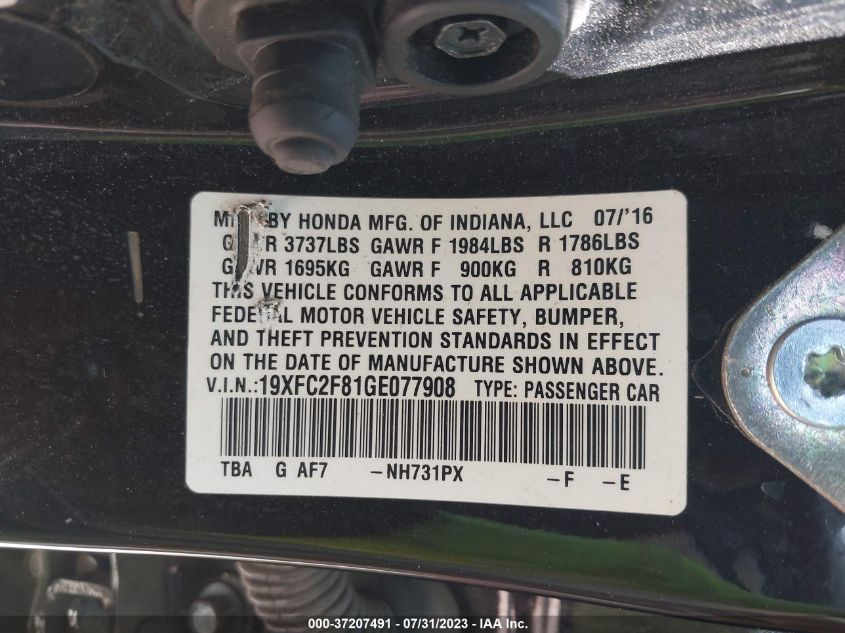 BY HONDA MFG. OF INDIANA, LLC 07/'16
3737LBS GAWR F 1984LBS R 1786LBS
1695KG GAWR F 900KG R 810KG
THIS VEHICLE CONFORMS TO ALL APPLICABLE
FEDERAL MOTOR VEHICLE SAFETY, BUMPER,
AND THEFT PREVENTION STANDARDS IN EFFECT
ON THE DATE OF MANUFACTURE SHOWN ABOVE.
V.I.N.:19XFC2F81GE077908 TYPE: PASSENGER CAR
TBA G AF7 -NH731PX -F -E
000-37207491 - 07/31/2023 - IAA Inc.